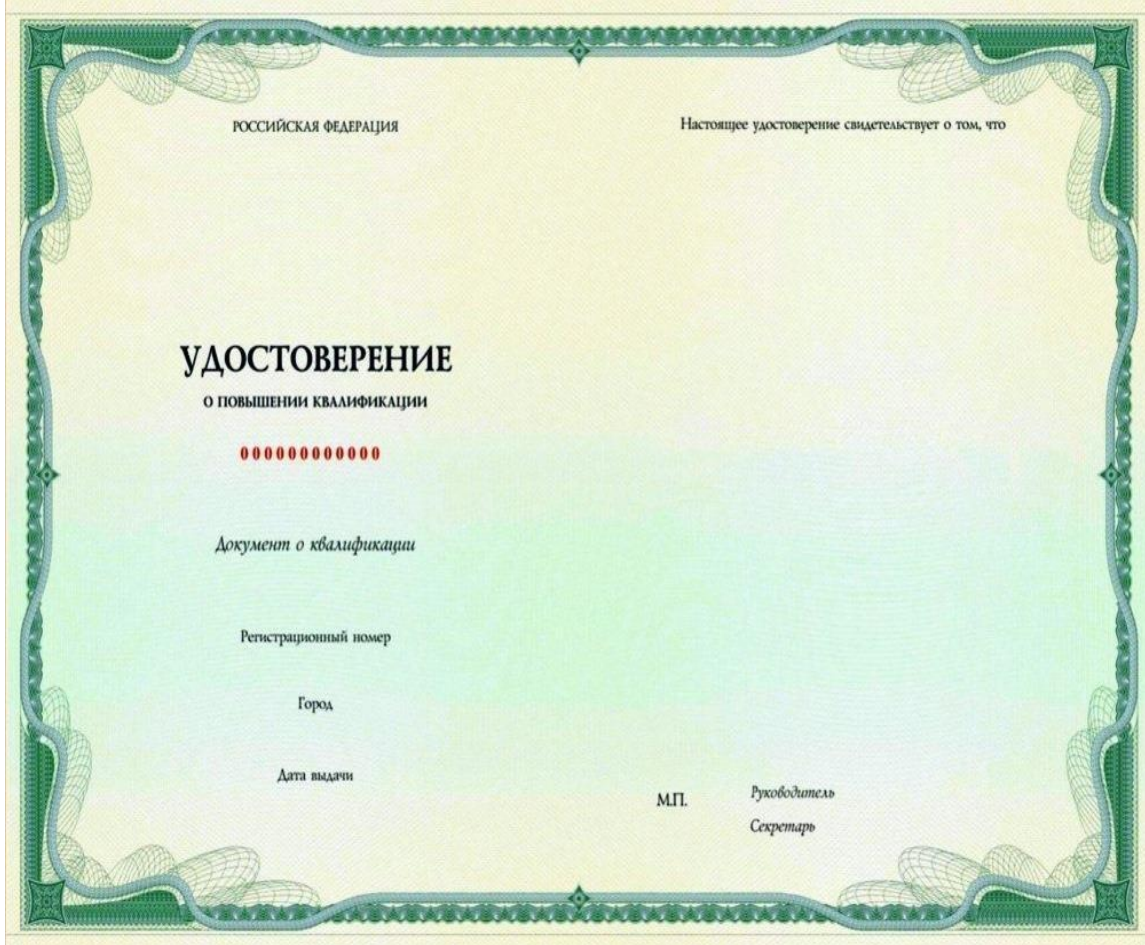 РОССИЙСКАЯ ФЕДЕРАЦИЯ
УДОСТОВЕРЕНИЕ
О ПОВЫШЕНИИ КВАЛИФИКАЦИИ
000000000000
Документ о квалификации
Регистрационный номер
Город
Дата выдачи
Настоящее удостоверение свидетельствует о том, что
М.П.
Руководитель
Секретарь